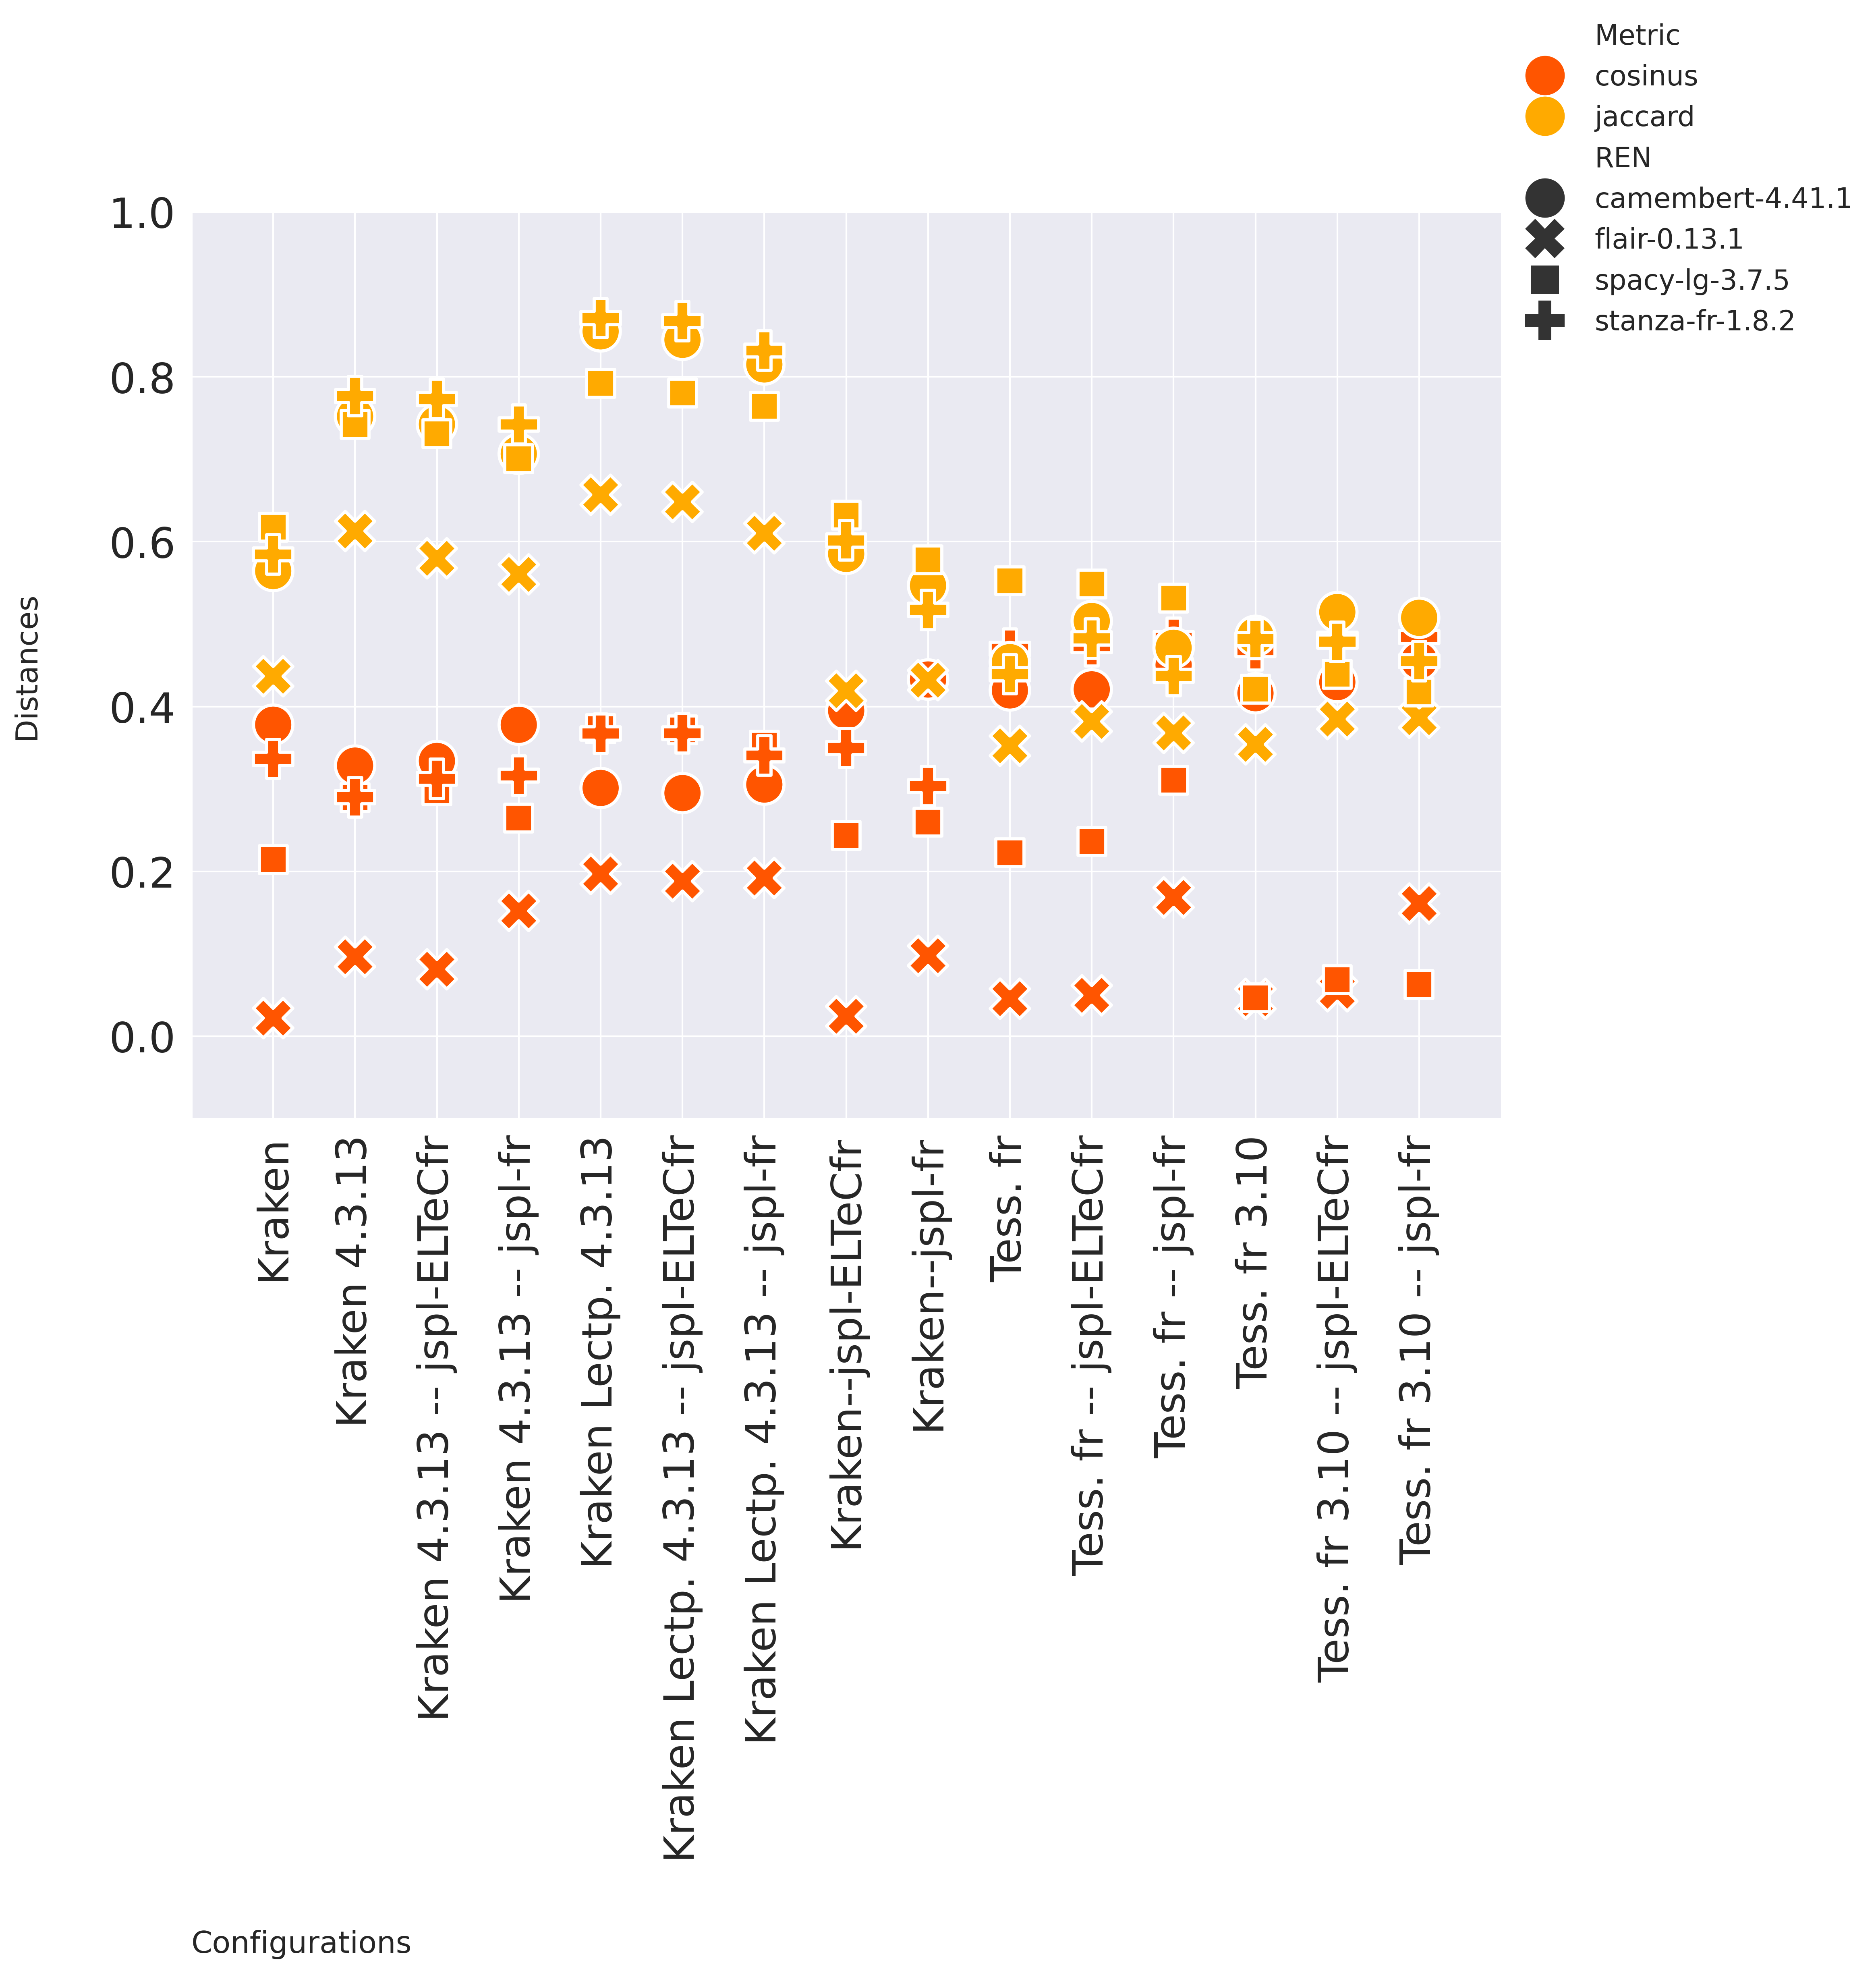 Metric
cosinus
jaccard
REN
camembert-4.41.1
flair-0.13.1
spacy-lg-3.7.5
stanza-fr-1.8.2
Distances
1.0
0.8
0.6
0.4
0.2
0.0
Kraken
Kraken 4.3.13
Kraken 4.3.13 -- jspl-ELTeCfr
Kraken 4.3.13 -- jspl-fr
Kraken Lectp. 4.3.13
Kraken Lectp. 4.3.13 -- jspl-ELTeCfr
Kraken Lectp. 4.3.13 -- jspl-fr
Kraken--jspl-ELTeCfr
Kraken--jspl-fr
Tess. fr
Tess. fr -- jspl-ELTeCfr
Tess. fr -- jspl-fr
Tess. fr 3.10
Tess. fr 3.10 -- jspl-ELTeCfr
Tess. fr 3.10 -- jspl-fr
Configurations